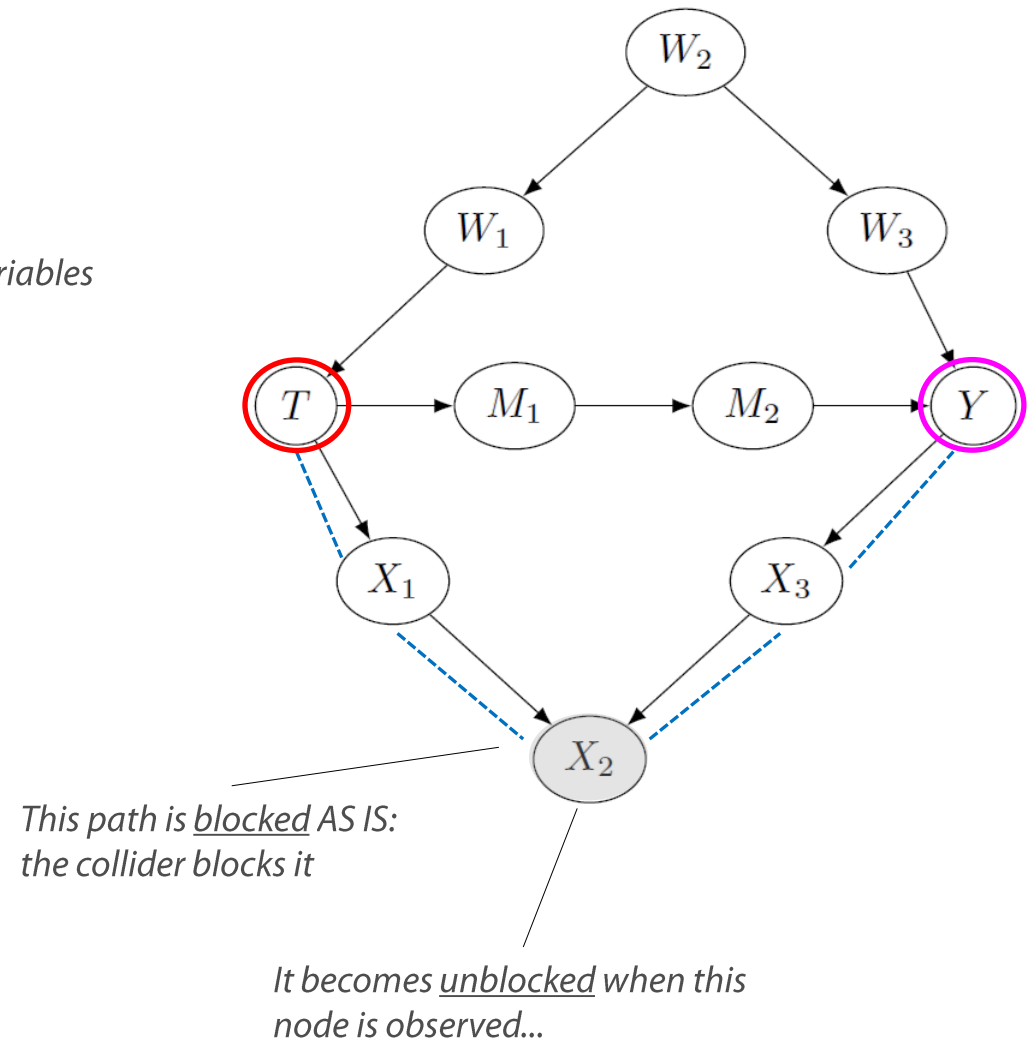 W₂
W₁
W₃
riables
T
M₁
M₂
Y
X₁
X₃
X₂
This path is blocked AS IS:
the collider blocks it
It becomes unblocked when this
node is observed...